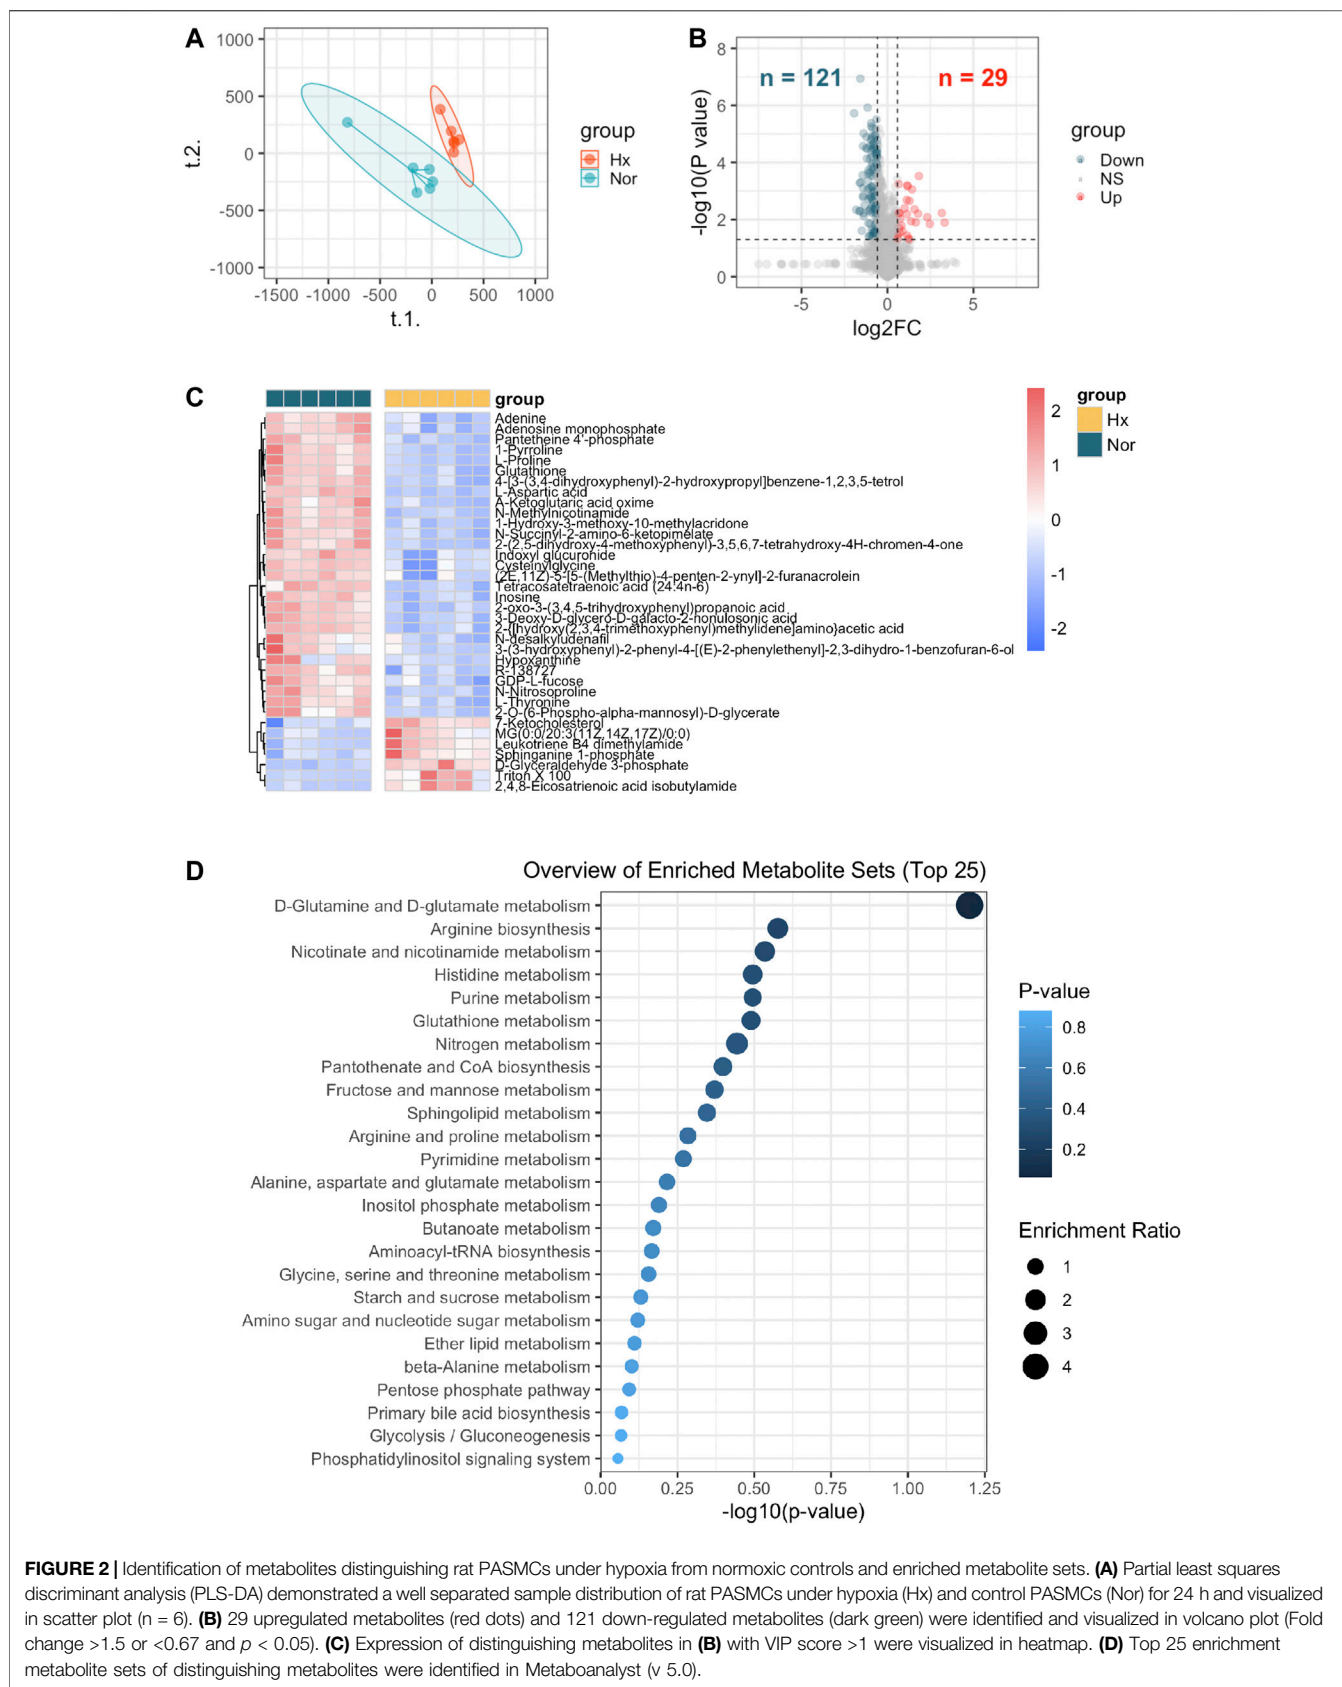 A
1000
500
0
-500
-1000
t.2.
-1500 -1000 -500 0 500 1000
t.1.
group
Hx
Nor
B
8
6
4
2
0
-log10(P value)
n = 121
n = 29
-5 0 5
log2FC
group
Down
NS
Up
C
group
Adenine
Adenosine monophosphate
Pantetheine 4'-phosphate
1-Pyrroline
L-Proline
Glutathione
4-[3-(3,4-dihydroxyphenyl)-2-hydroxypropyl]benzene-1,2,3,5-tetrol
L-Aspartic acid
A-Ketoglutaric acid oxime
N-Methylnicotinamide
1-Hydroxy-3-methoxy-10-methylacridone
N-Succinyl-2-amino-6-ketopimelate
2-(2,5-dihydroxy-4-methoxyphenyl)-3,5,6,7-tetrahydroxy-4H-chromen-4-one
Indoxyl glucuronide
Cysteinylglycine
(2E,11Z)-5-[5-(Methylthio)-4-penten-2-ynyl]-2-furanacrolein
Tetracosatetraenoic acid (24:4n-6)
Inosine
2-oxo-3-(3,4,5-trihydroxyphenyl)propanoic acid
3-Deoxy-D-glycero-D-galacto-2-nonulosonic acid
2-{[hydroxy(2,3,4-trimethoxyphenyl)methylidene]amino}acetic acid
N-desalkyludenafil
3-(3-hydroxyphenyl)-2-phenyl-4-[(E)-2-phenylethenyl]-2,3-dihydro-1-benzofuran-6-ol
Hypoxanthine
R-138727
GDP-L-fucose
N-Nitrosoproline
L-Thyronine
2-O-(6-Phospho-alpha-mannosyl)-D-glycerate
7-Ketocholesterol
MG(0:0/20:3(11Z,14Z,17Z)/0:0)
Leukotriene B4 dimethylamide
Sphinganine 1-phosphate
D-Glyceraldehyde 3-phosphate
Triton X 100
2,4,8-Eicosatrienoic acid isobutylamide
2
1
0
-1
-2
group
Hx
Nor
D
Overview of Enriched Metabolite Sets (Top 25)
D-Glutamine and D-glutamate metabolism
Arginine biosynthesis
Nicotinate and nicotinamide metabolism
Histidine metabolism
Purine metabolism
Glutathione metabolism
Nitrogen metabolism
Pantothenate and CoA biosynthesis
Fructose and mannose metabolism
Sphingolipid metabolism
Arginine and proline metabolism
Pyrimidine metabolism
Alanine, aspartate and glutamate metabolism
Inositol phosphate metabolism
Butanoate metabolism
Aminoacyl-tRNA biosynthesis
Glycine, serine and threonine metabolism
Starch and sucrose metabolism
Amino sugar and nucleotide sugar metabolism
Ether lipid metabolism
beta-Alanine metabolism
Pentose phosphate pathway
Primary bile acid biosynthesis
Glycolysis / Gluconeogenesis
Phosphatidylinositol signaling system
0.00 0.25 0.50 0.75 1.00 1.25
-log10(p-value)
P-value
0.8
0.6
0.4
0.2
Enrichment Ratio
1
2
3
4
FIGURE 2 | Identification of metabolites distinguishing rat PASMCs under hypoxia from normoxic controls and enriched metabolite sets. (A) Partial least squares
discriminant analysis (PLS-DA) demonstrated a well separated sample distribution of rat PASMCs under hypoxia (Hx) and control PASMCs (Nor) for 24 h and visualized
in scatter plot (n = 6). (B) 29 upregulated metabolites (red dots) and 121 down-regulated metabolites (dark green) were identified and visualized in volcano plot (Fold
change >1.5 or <0.67 and p < 0.05). (C) Expression of distinguishing metabolites in (B) with VIP score >1 were visualized in heatmap. (D) Top 25 enrichment
metabolite sets of distinguishing metabolites were identified in Metaboanalyst (v 5.0).